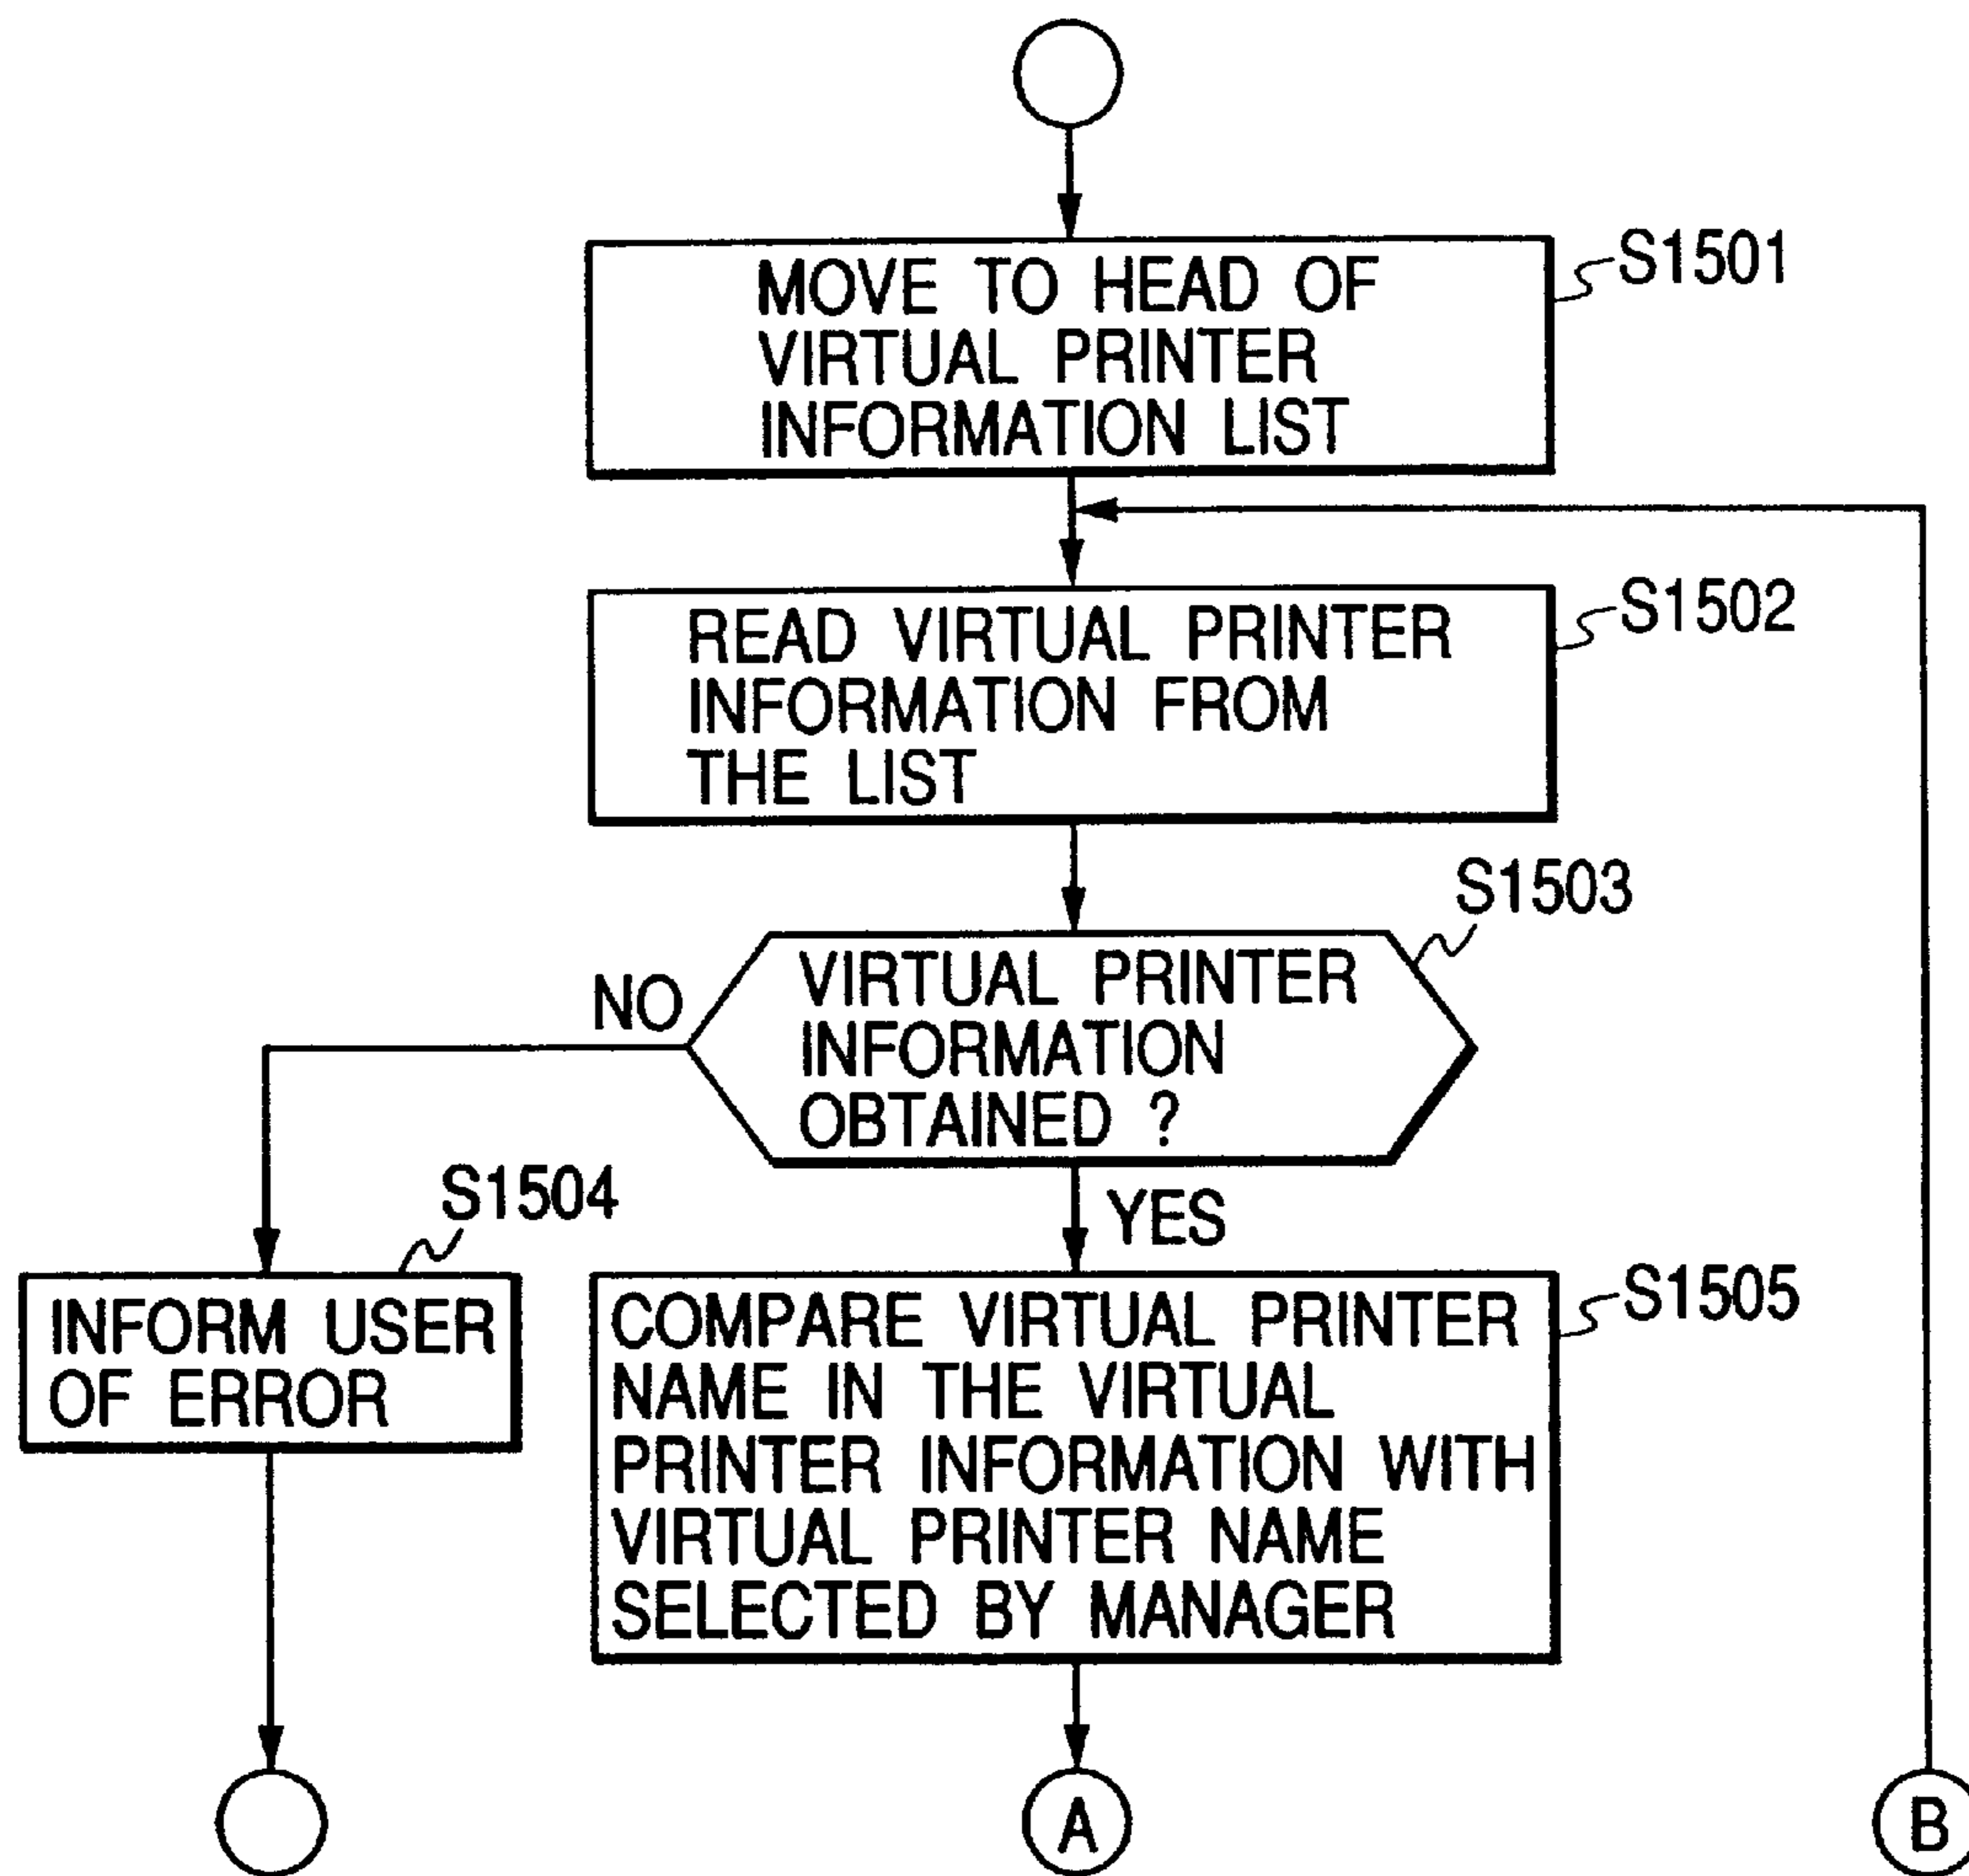 MOVE TO HEAD OF
VIRTUAL PRINTER
INFORMATION LIST
S1501
READ VIRTUAL PRINTER
INFORMATION FROM
THE LIST
S1502
S1503
VIRTUAL PRINTER
INFORMATION
OBTAINED ?
NO
YES
S1504
INFORM USER
OF ERROR
S1505
COMPARE VIRTUAL PRINTER
NAME IN THE VIRTUAL
PRINTER INFORMATION WITH
VIRTUAL PRINTER NAME
SELECTED BY MANAGER
A
B